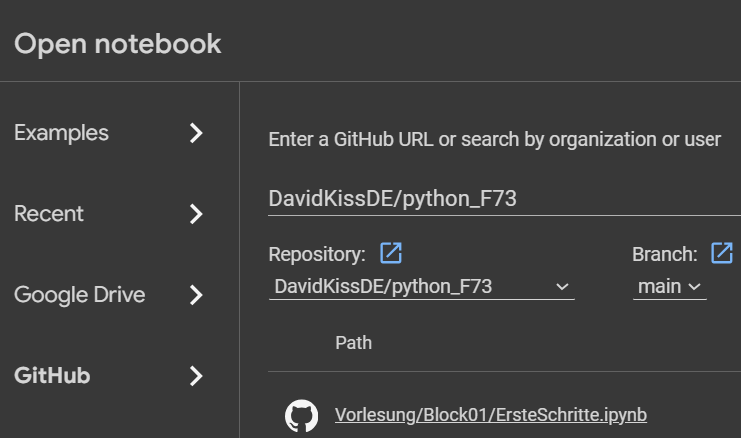 Open notebook
Examples
Recent
Google Drive
GitHub
Enter a GitHub URL or search by organization or user
DavidKissDE/python_F73
Repository: Branch:
DavidKissDE/python_F73 main
Path
Vorlesung/Block01/ErsteSchritte.ipynb